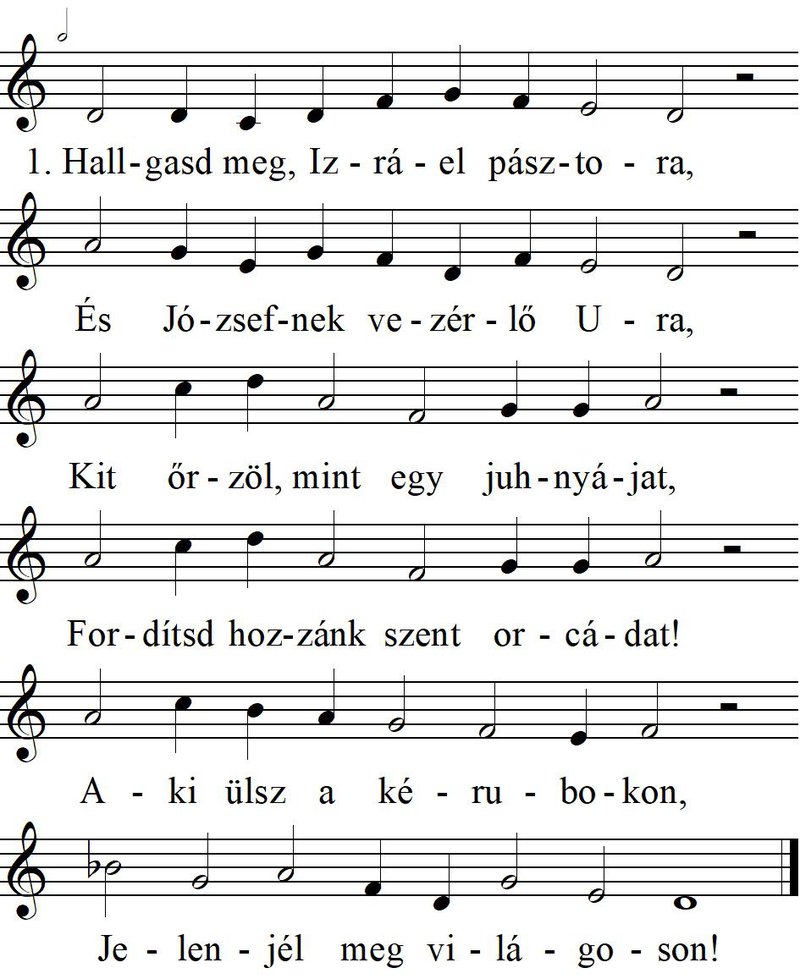 1. Hall-gasd meg, Iz - rá - el pász-to - ra,
És Jó-zsef-nek ve-zér-lő U - ra,
Kit őr - zöl, mint egy juh-nyá-jat,
For-dítsd hoz-zánk szent or - cá-dat!
A - ki ülsz a ké - ru - bo-kon,
Je - len - jél meg vi-lá-go-son!